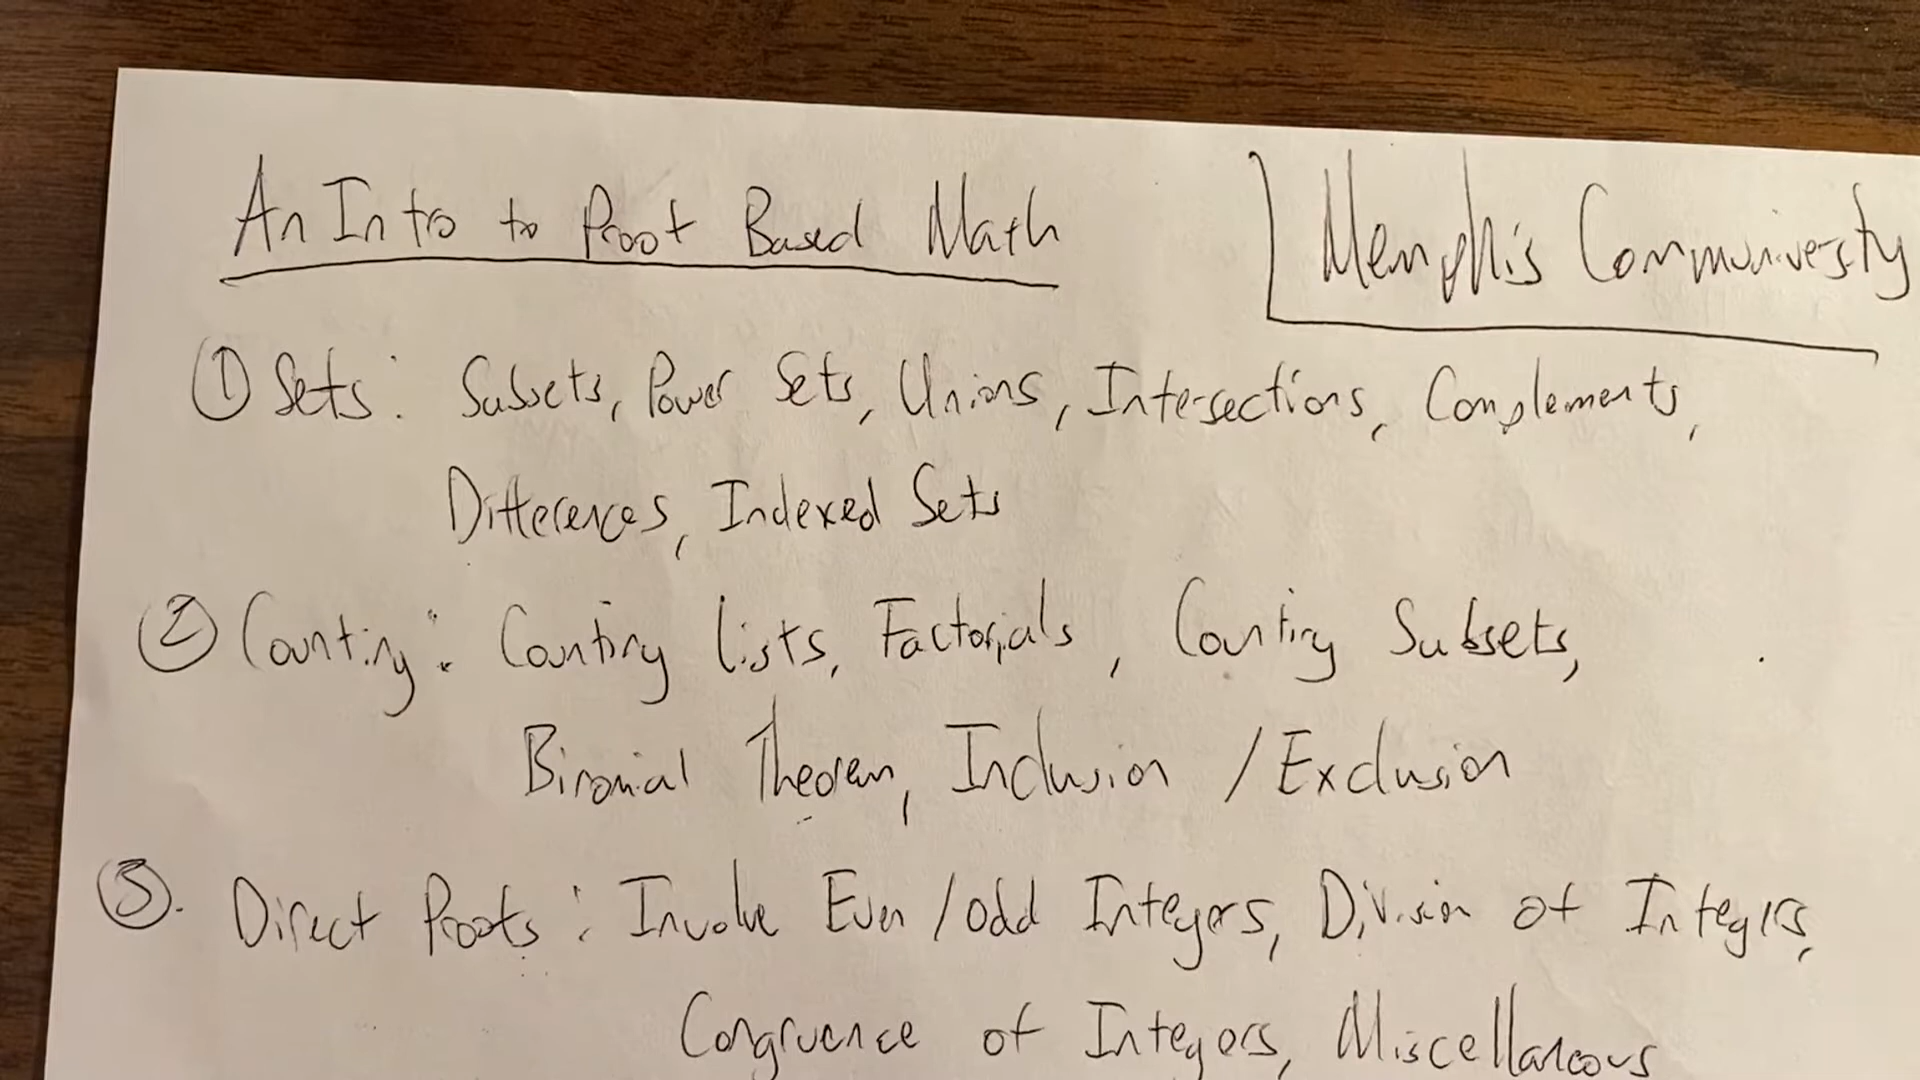 An Intro to Proof Based Math
Memphis Communiversity
① Sets: Subsets, Power Sets, Unions, Intersections, Complements,
Differences, Indexed Sets
② Counting: Counting Lists, Factorials, Counting Subsets,
Binomial Theorem, Inclusion / Exclusion
③. Direct Proofs: Involve Even / Odd Integers, Division of Integers,
Congruence of Integers, Miscellaneous